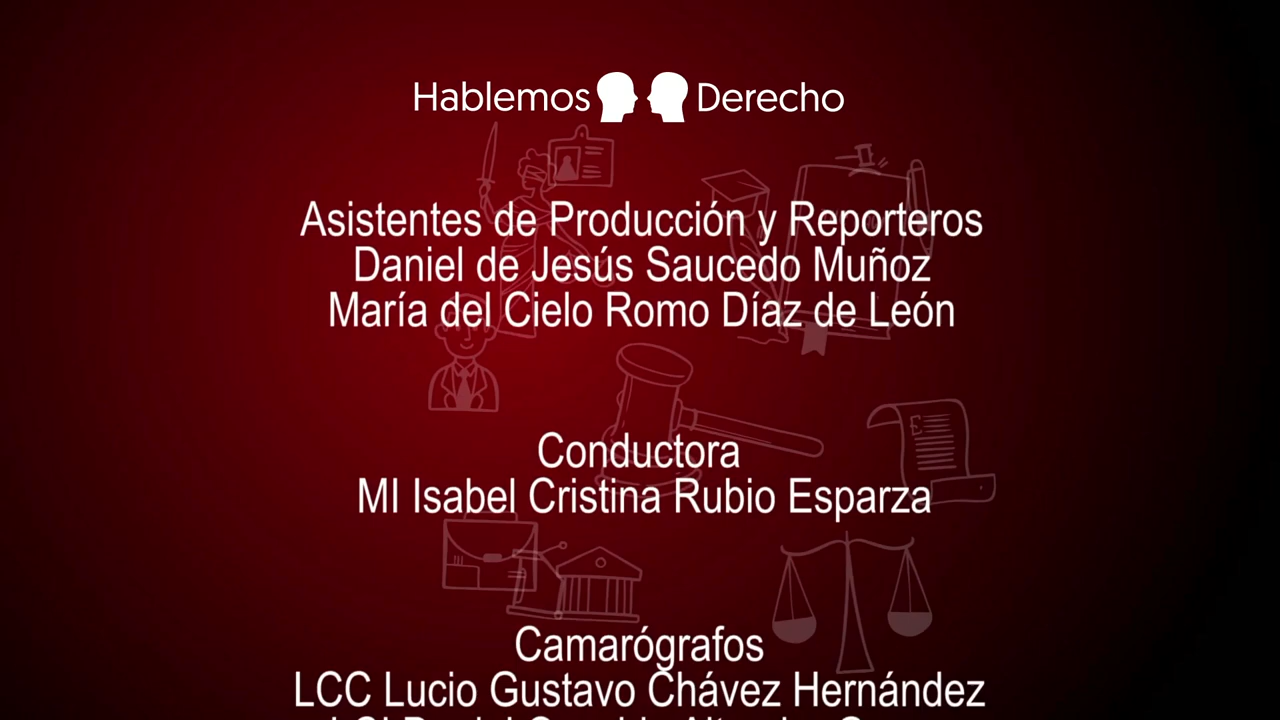 Hablemos Derecho
Asistentes de Producción y Reporteros
Daniel de Jesús Saucedo Muñoz
María del Cielo Romo Díaz de León
Conductora
MI Isabel Cristina Rubio Esparza
Camarógrafos
LCC Lucio Gustavo Chávez Hernández